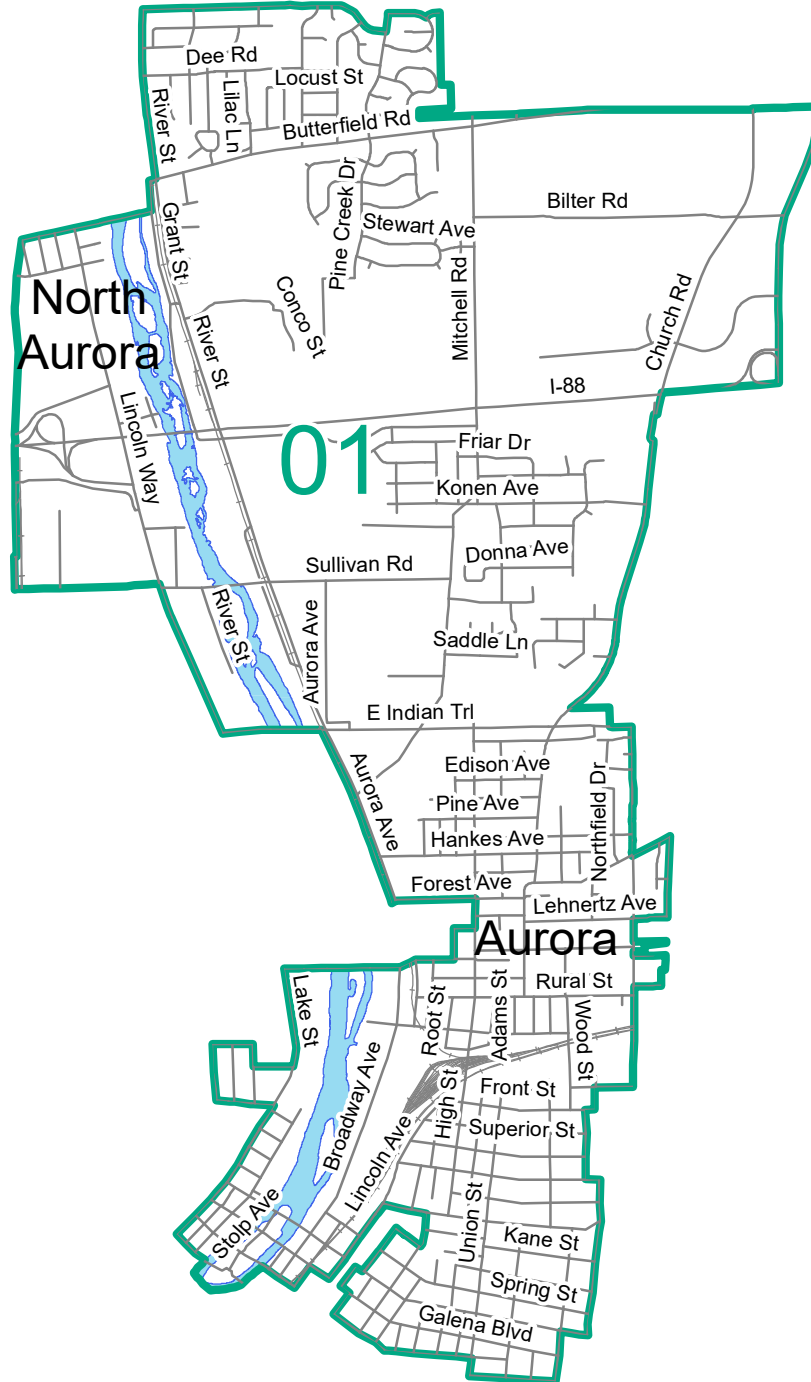 Dee Rd
Locust St
River St
Lilac Ln
Butterfield Rd
Grant St
Pine Creek Dr
Stewart Ave
Bilter Rd
Mitchell Rd
Church Rd
North
Aurora
Conco St
River St
I-88
Lincoln Way
01
Friar Dr
Konen Ave
Donna Ave
Sullivan Rd
River St
Aurora Ave
Saddle Ln
E Indian Trl
Aurora Ave
Edison Ave
Pine Ave
Northfield Dr
Hankes Ave
Forest Ave
Lehnertz Ave
Aurora
Rural St
Lake St
Root St
Adams St
Wood St
Broadway Ave
Front St
High St
Superior St
Lincoln Ave
Stolp Ave
Union St
Kane St
Spring St
Galena Blvd